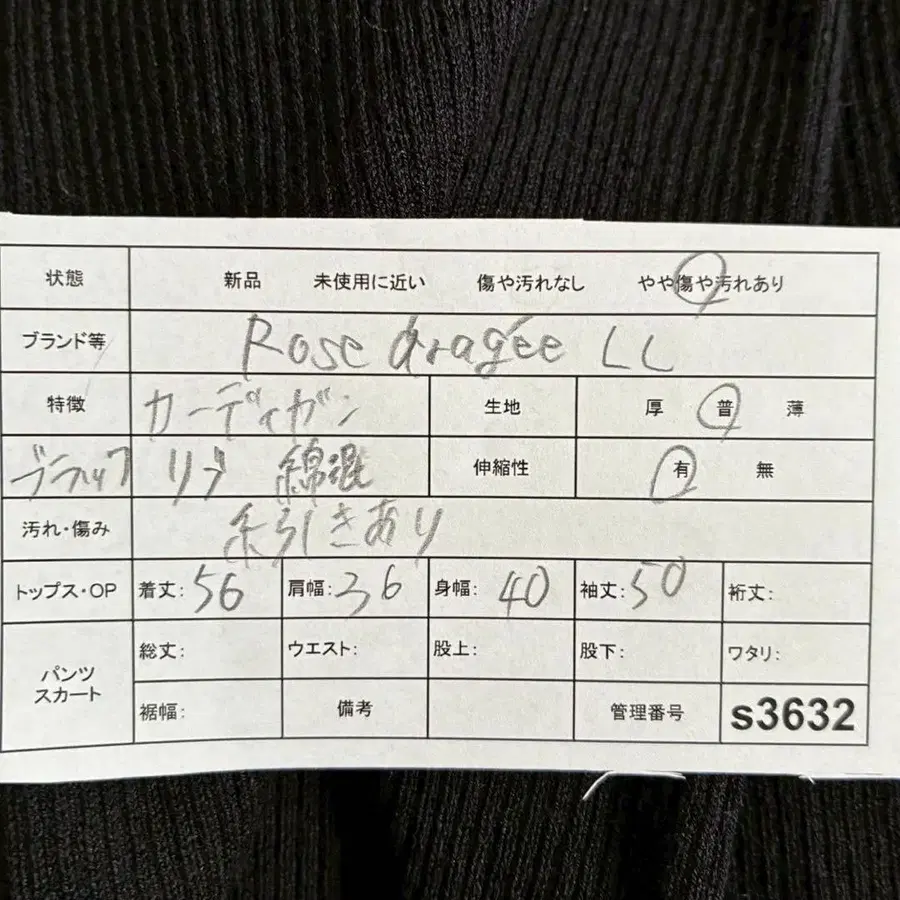 状態 新品 未使用に近い 傷や汚れなし やや傷や汚れあり
ブランド等 Rose dragée LL
特徴 カーディガン 生地 厚 普 薄
ブラック リブ 綿混 伸縮性 有 無
汚れ・傷み 糸引きあり
トップス・OP 着丈: 56 肩幅: 36 身幅: 40 袖丈: 50 裄丈:
パンツ スカート 総丈: ウエスト: 股上: 股下: ワタリ:
裾幅: 備考 管理番号 s3632